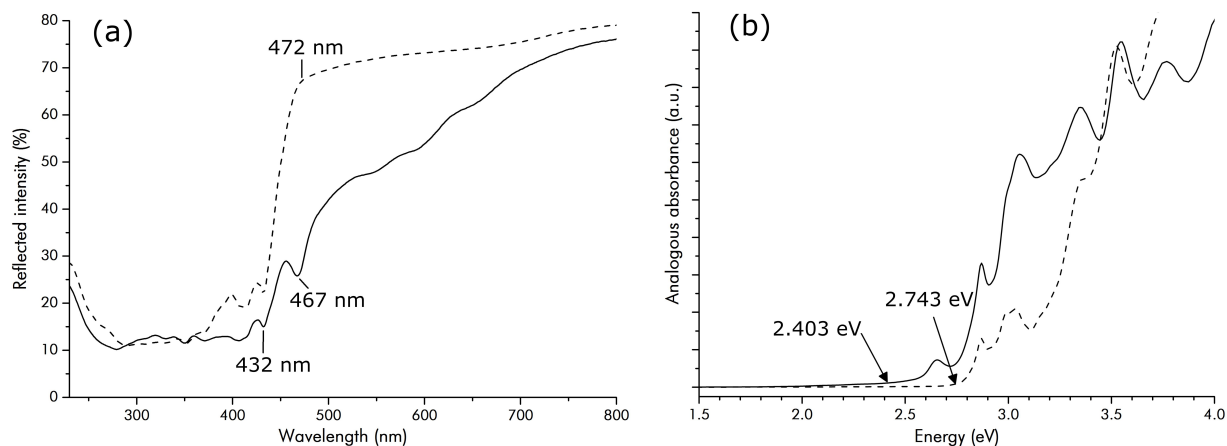 (a)
472 nm
467 nm
432 nm
Reflected intensity (%)
80
70
60
50
40
30
20
10
0
300
400
500
600
700
800
Wavelength (nm)
(b)
2.743 eV
2.403 eV
Analogous absorbance (a.u.)
1.5
2.0
2.5
3.0
3.5
4.0
Energy (eV)